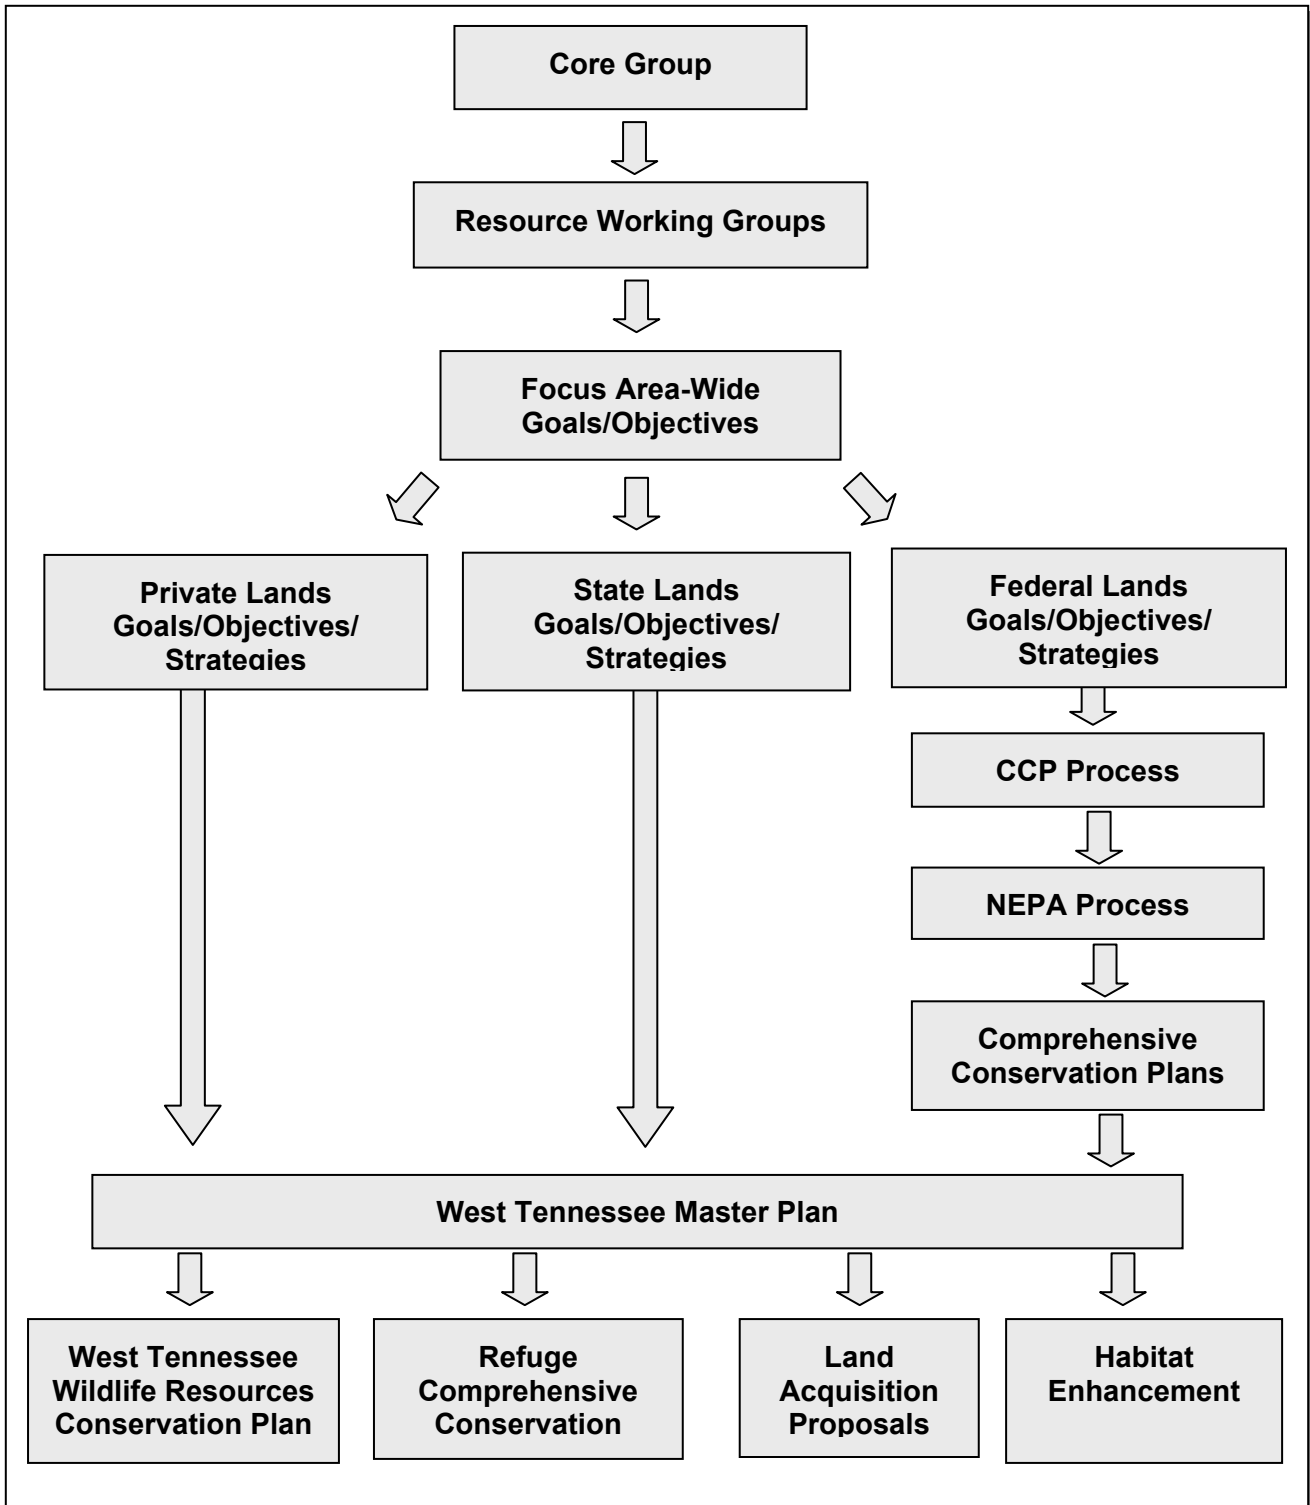 Core Group
Resource Working Groups
Focus Area-Wide
Goals/Objectives
Private Lands
Goals/Objectives/
Strategies
State Lands
Goals/Objectives/
Strategies
Federal Lands
Goals/Objectives/
Strategies
CCP Process
NEPA Process
Comprehensive
Conservation Plans
West Tennessee Master Plan
West Tennessee
Wildlife Resources
Conservation Plan
Refuge
Comprehensive
Conservation
Land
Acquisition
Proposals
Habitat
Enhancement